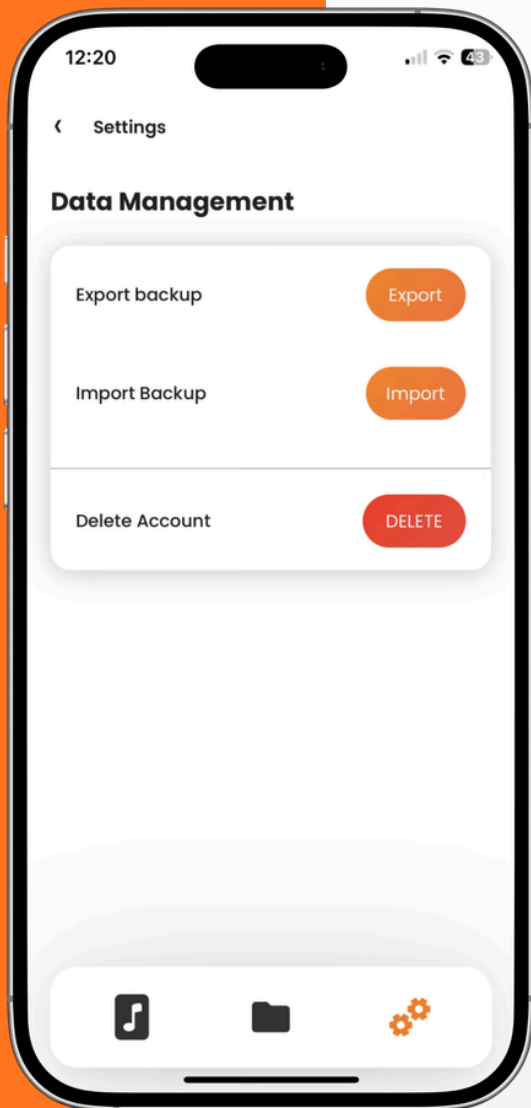 12:20
43
Settings
Data Management
Export backup
Export
Import Backup
Import
Delete Account
DELETE